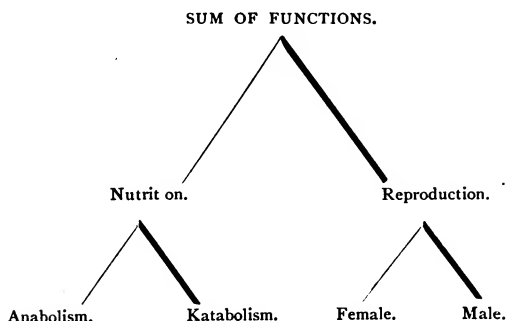 SUM OF FUNCTIONS.
Nutrit on. Reproduction.
Anabolism. Katabolism. Female. Male.